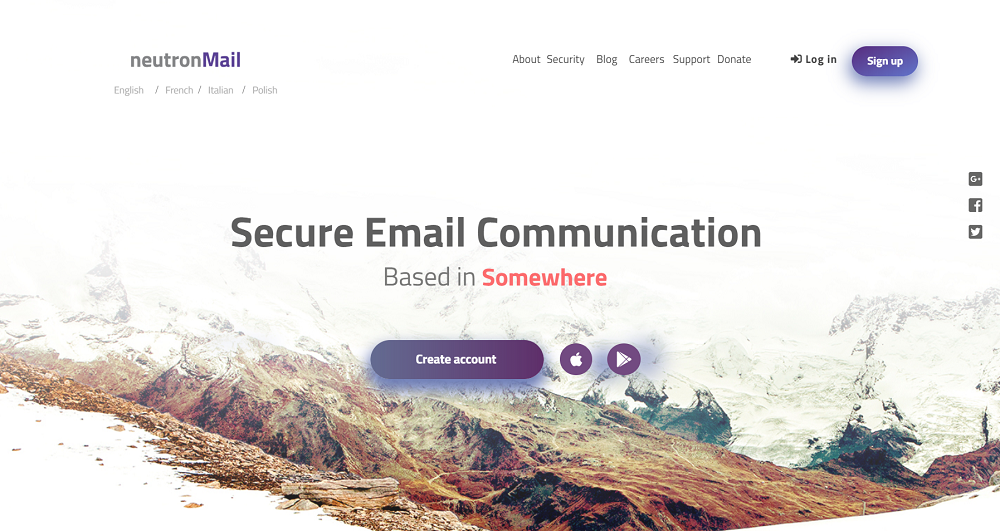 neutronMail
About Security Blog Careers Support Donate Log in Sign up
English / French / Italian / Polish
Secure Email Communication
Based in Somewhere
Create account